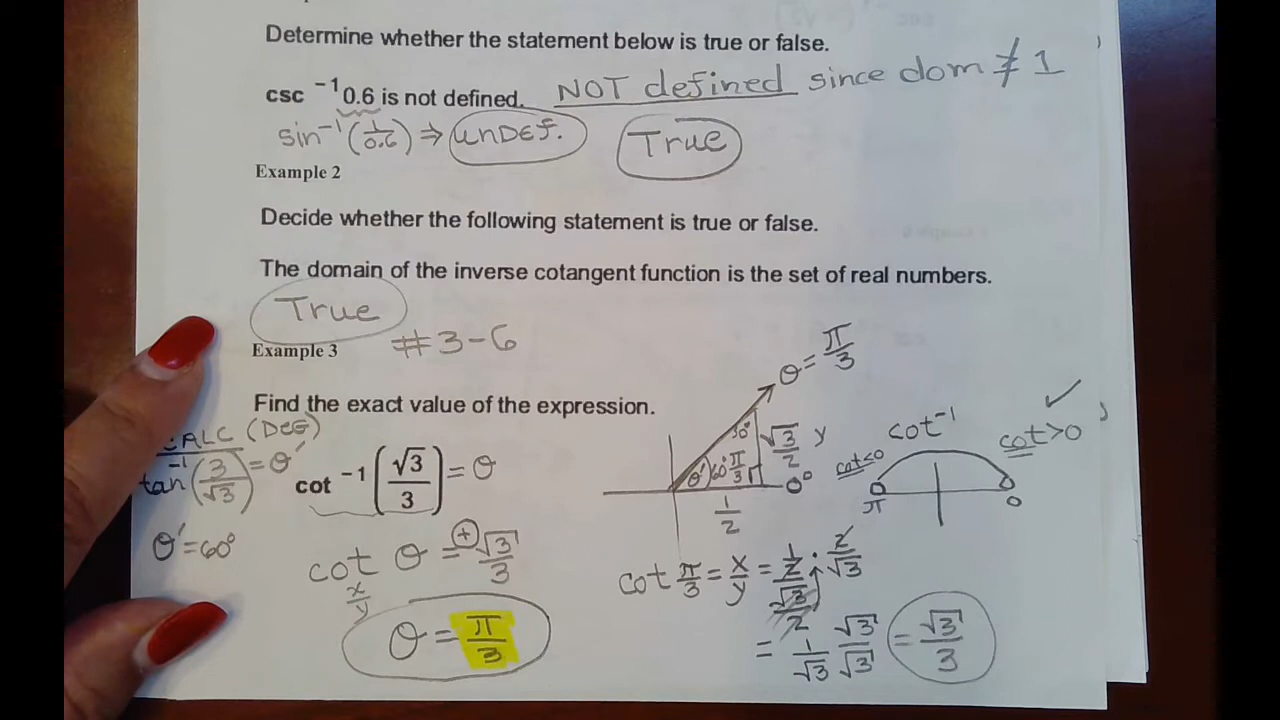 Determine whether the statement below is true or false.
csc ⁻¹0.6 is not defined. NOT defined since dom ≠ 1
sin⁻¹(1/0.6) ⇒ UNDEF. True
Example 2
Decide whether the following statement is true or false.
The domain of the inverse cotangent function is the set of real numbers.
True
Example 3 #3-6
Find the exact value of the expression.
CALC (DEG)
tan⁻¹(3/√3) = θ'
θ' = 60°
cot ⁻¹(√3/3) = θ
cot θ = + √3/3
x/y
θ = π/3
θ = π/3
30°
√3/2 y
θ' 60° π/3
0°
1/2
cot⁻¹
cot<0 cot>0
π 0
cot π/3 = x/y = 1/2 / √3/2 · 2/√3
= 1/√3 √3/√3 = √3/3